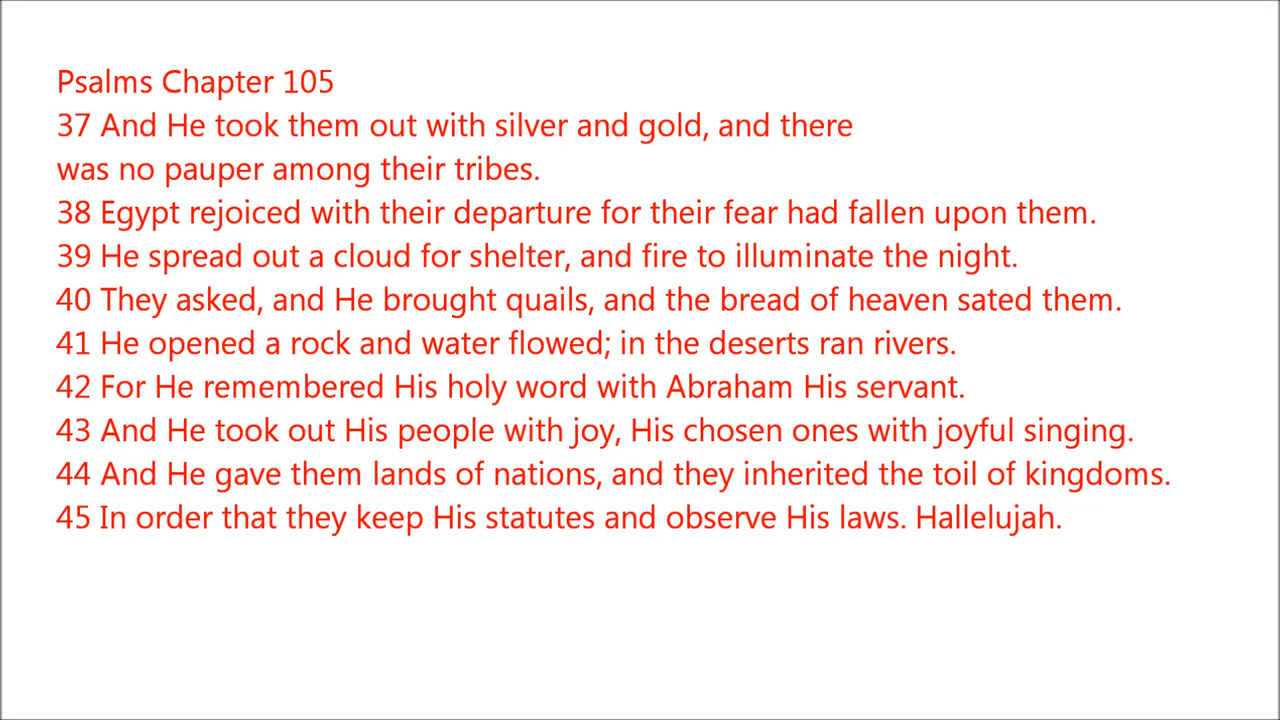 Psalms Chapter 105
37 And He took them out with silver and gold, and there
was no pauper among their tribes.
38 Egypt rejoiced with their departure for their fear had fallen upon them.
39 He spread out a cloud for shelter, and fire to illuminate the night.
40 They asked, and He brought quails, and the bread of heaven sated them.
41 He opened a rock and water flowed; in the deserts ran rivers.
42 For He remembered His holy word with Abraham His servant.
43 And He took out His people with joy, His chosen ones with joyful singing.
44 And He gave them lands of nations, and they inherited the toil of kingdoms.
45 In order that they keep His statutes and observe His laws. Hallelujah.